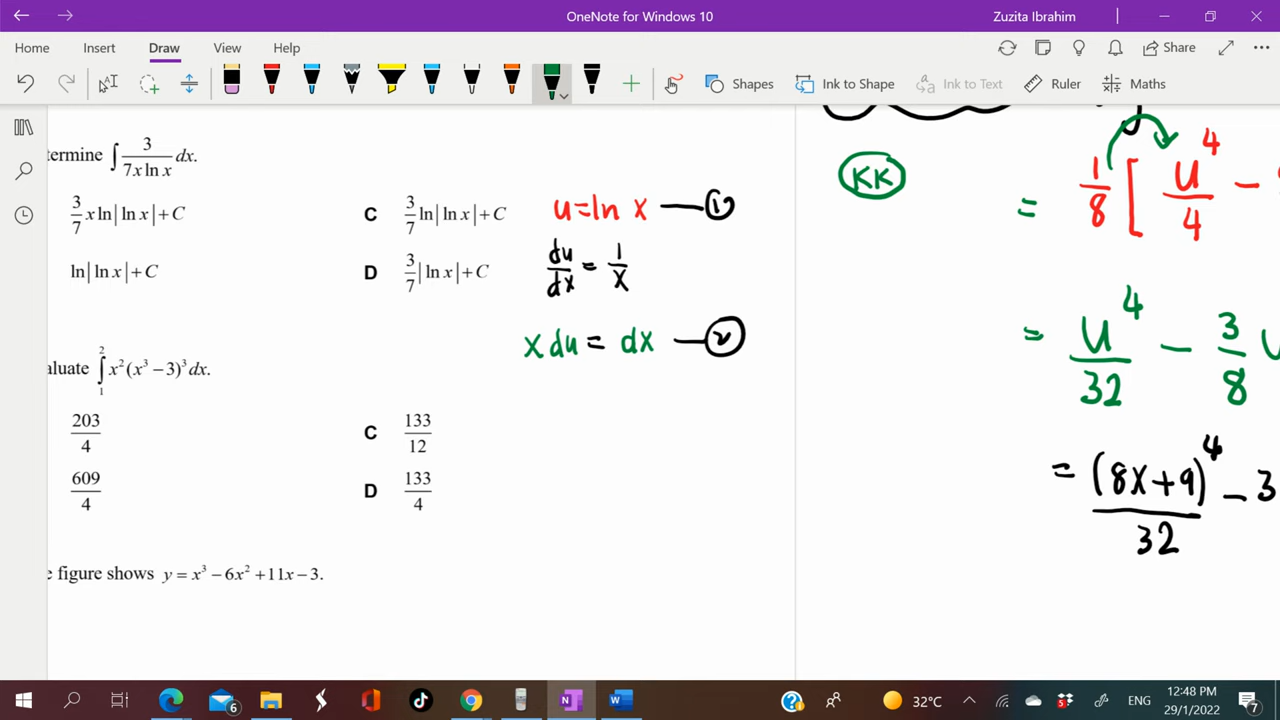 OneNote for Windows 10
Zuzita Ibrahim
Home Insert Draw View Help
Share
Shapes Ink to Shape Ink to Text Ruler Maths
termine ∫ 3/(7x ln x) dx.
3/7 x ln| ln x | + C
C 3/7 ln| ln x | + C
ln| ln x | + C
D 3/7 | ln x | + C
u = ln x — ①
du/dx = 1/x
x du = dx — ②
aluate ∫₁² x²(x³ − 3)³ dx.
203/4
C 133/12
609/4
D 133/4
e figure shows y = x³ − 6x² + 11x − 3.
KK
= 1/8 [ u⁴/4 −
= u⁴/32 − 3/8 u
= (8x+9)⁴/32 − 3
6
32°C
5
ENG
12:48 PM
29/1/2022
7